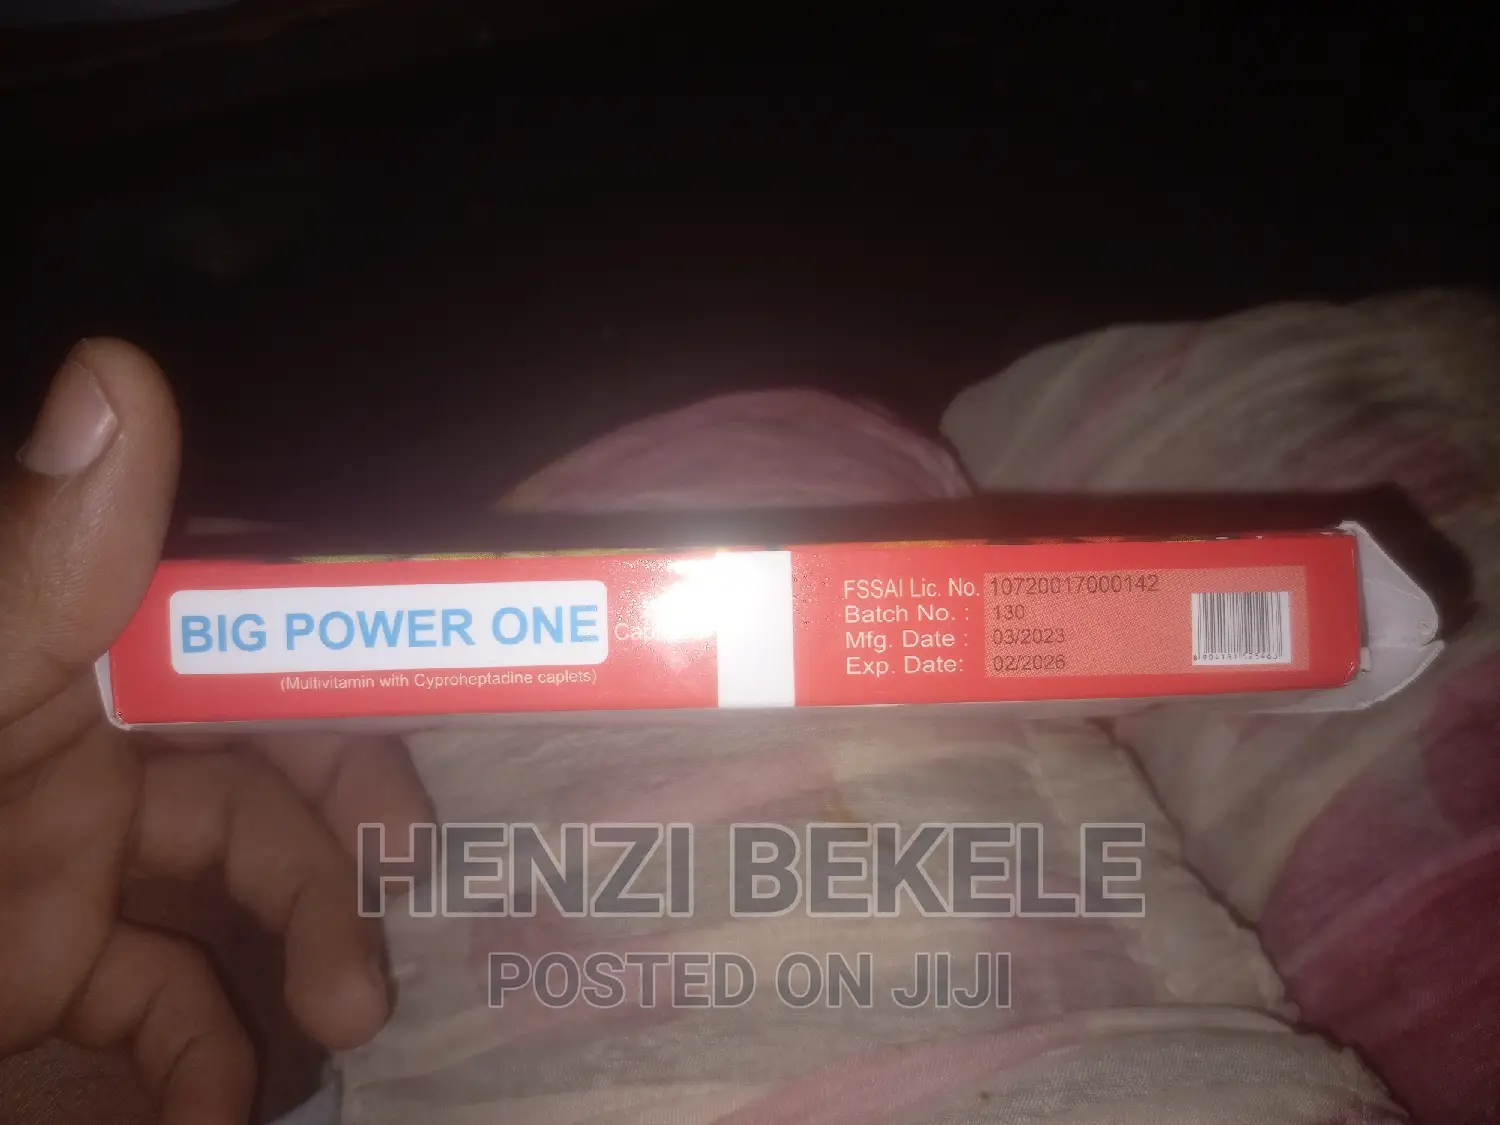 BIG POWER ONE
(Multivitamin with Cyproheptadine caplets)
FSSAI Lic. No. 10720017000142
Batch No. : 130
Mfg. Date : 03/2023
Exp. Date: 02/2026
HENZI BEKELE
POSTED ON JIJI